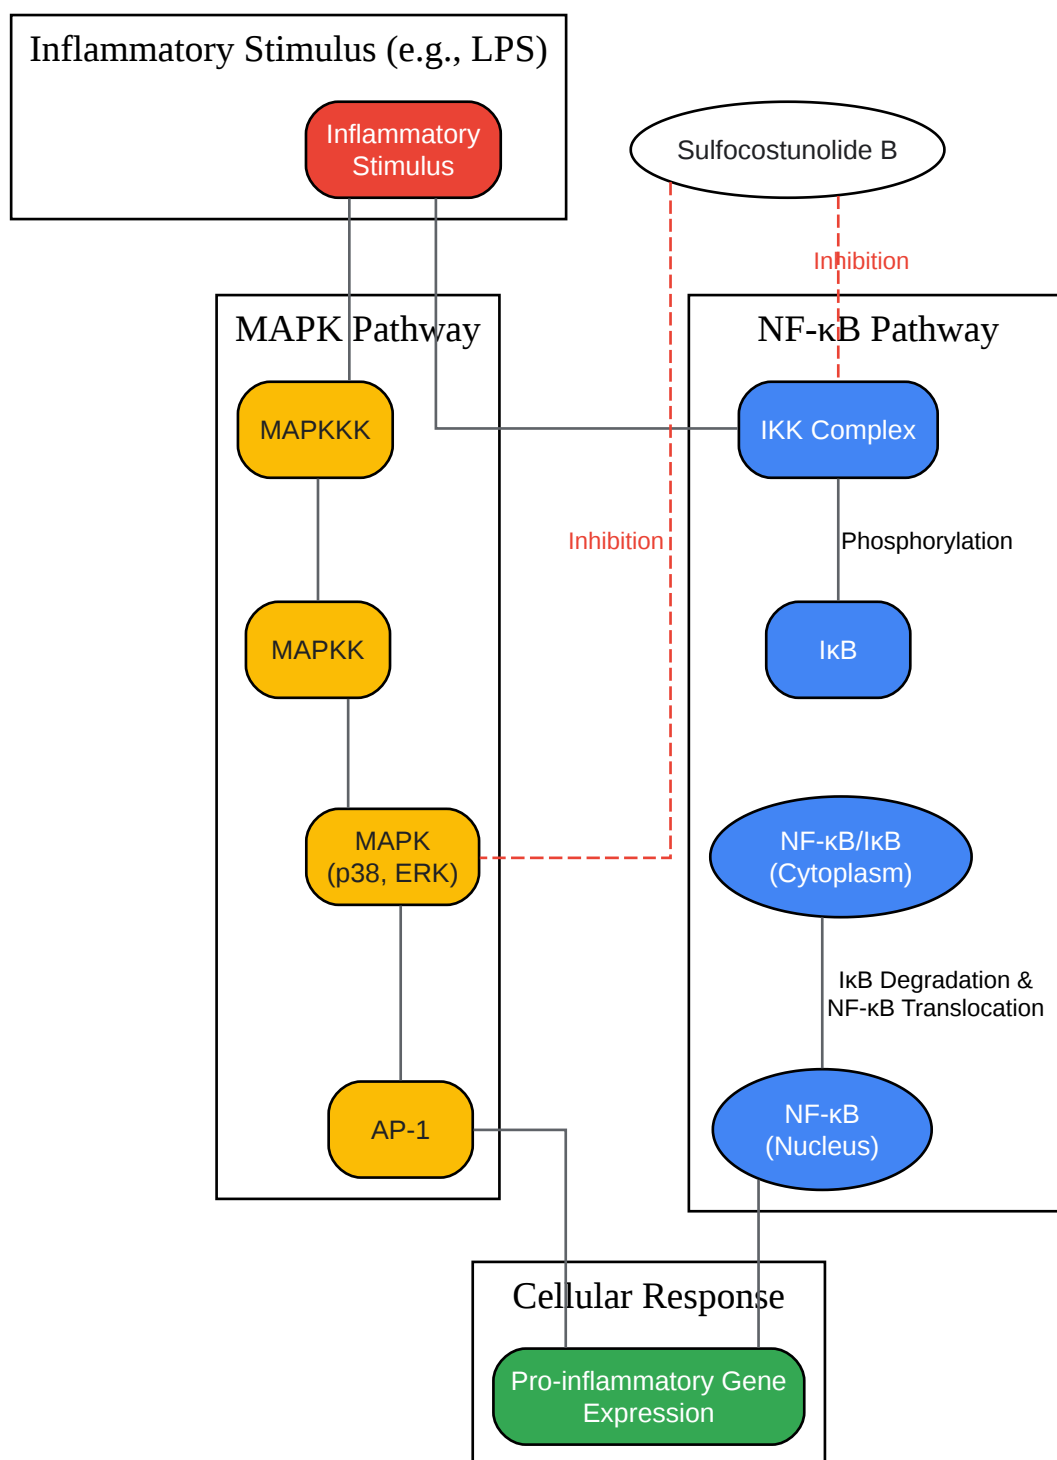 Inflammatory Stimulus (e.g., LPS)
Inflammatory
Stimulus
Sulfocostunolide B
Inhibition
MAPK Pathway
NF-κB Pathway
MAPKKK
IKK Complex
Inhibition
Phosphorylation
MAPKK
IκB
MAPK
(p38, ERK)
NF-κB/IκB
(Cytoplasm)
IκB Degradation &
NF-κB Translocation
AP-1
NF-κB
(Nucleus)
Cellular Response
Pro-inflammatory Gene
Expression